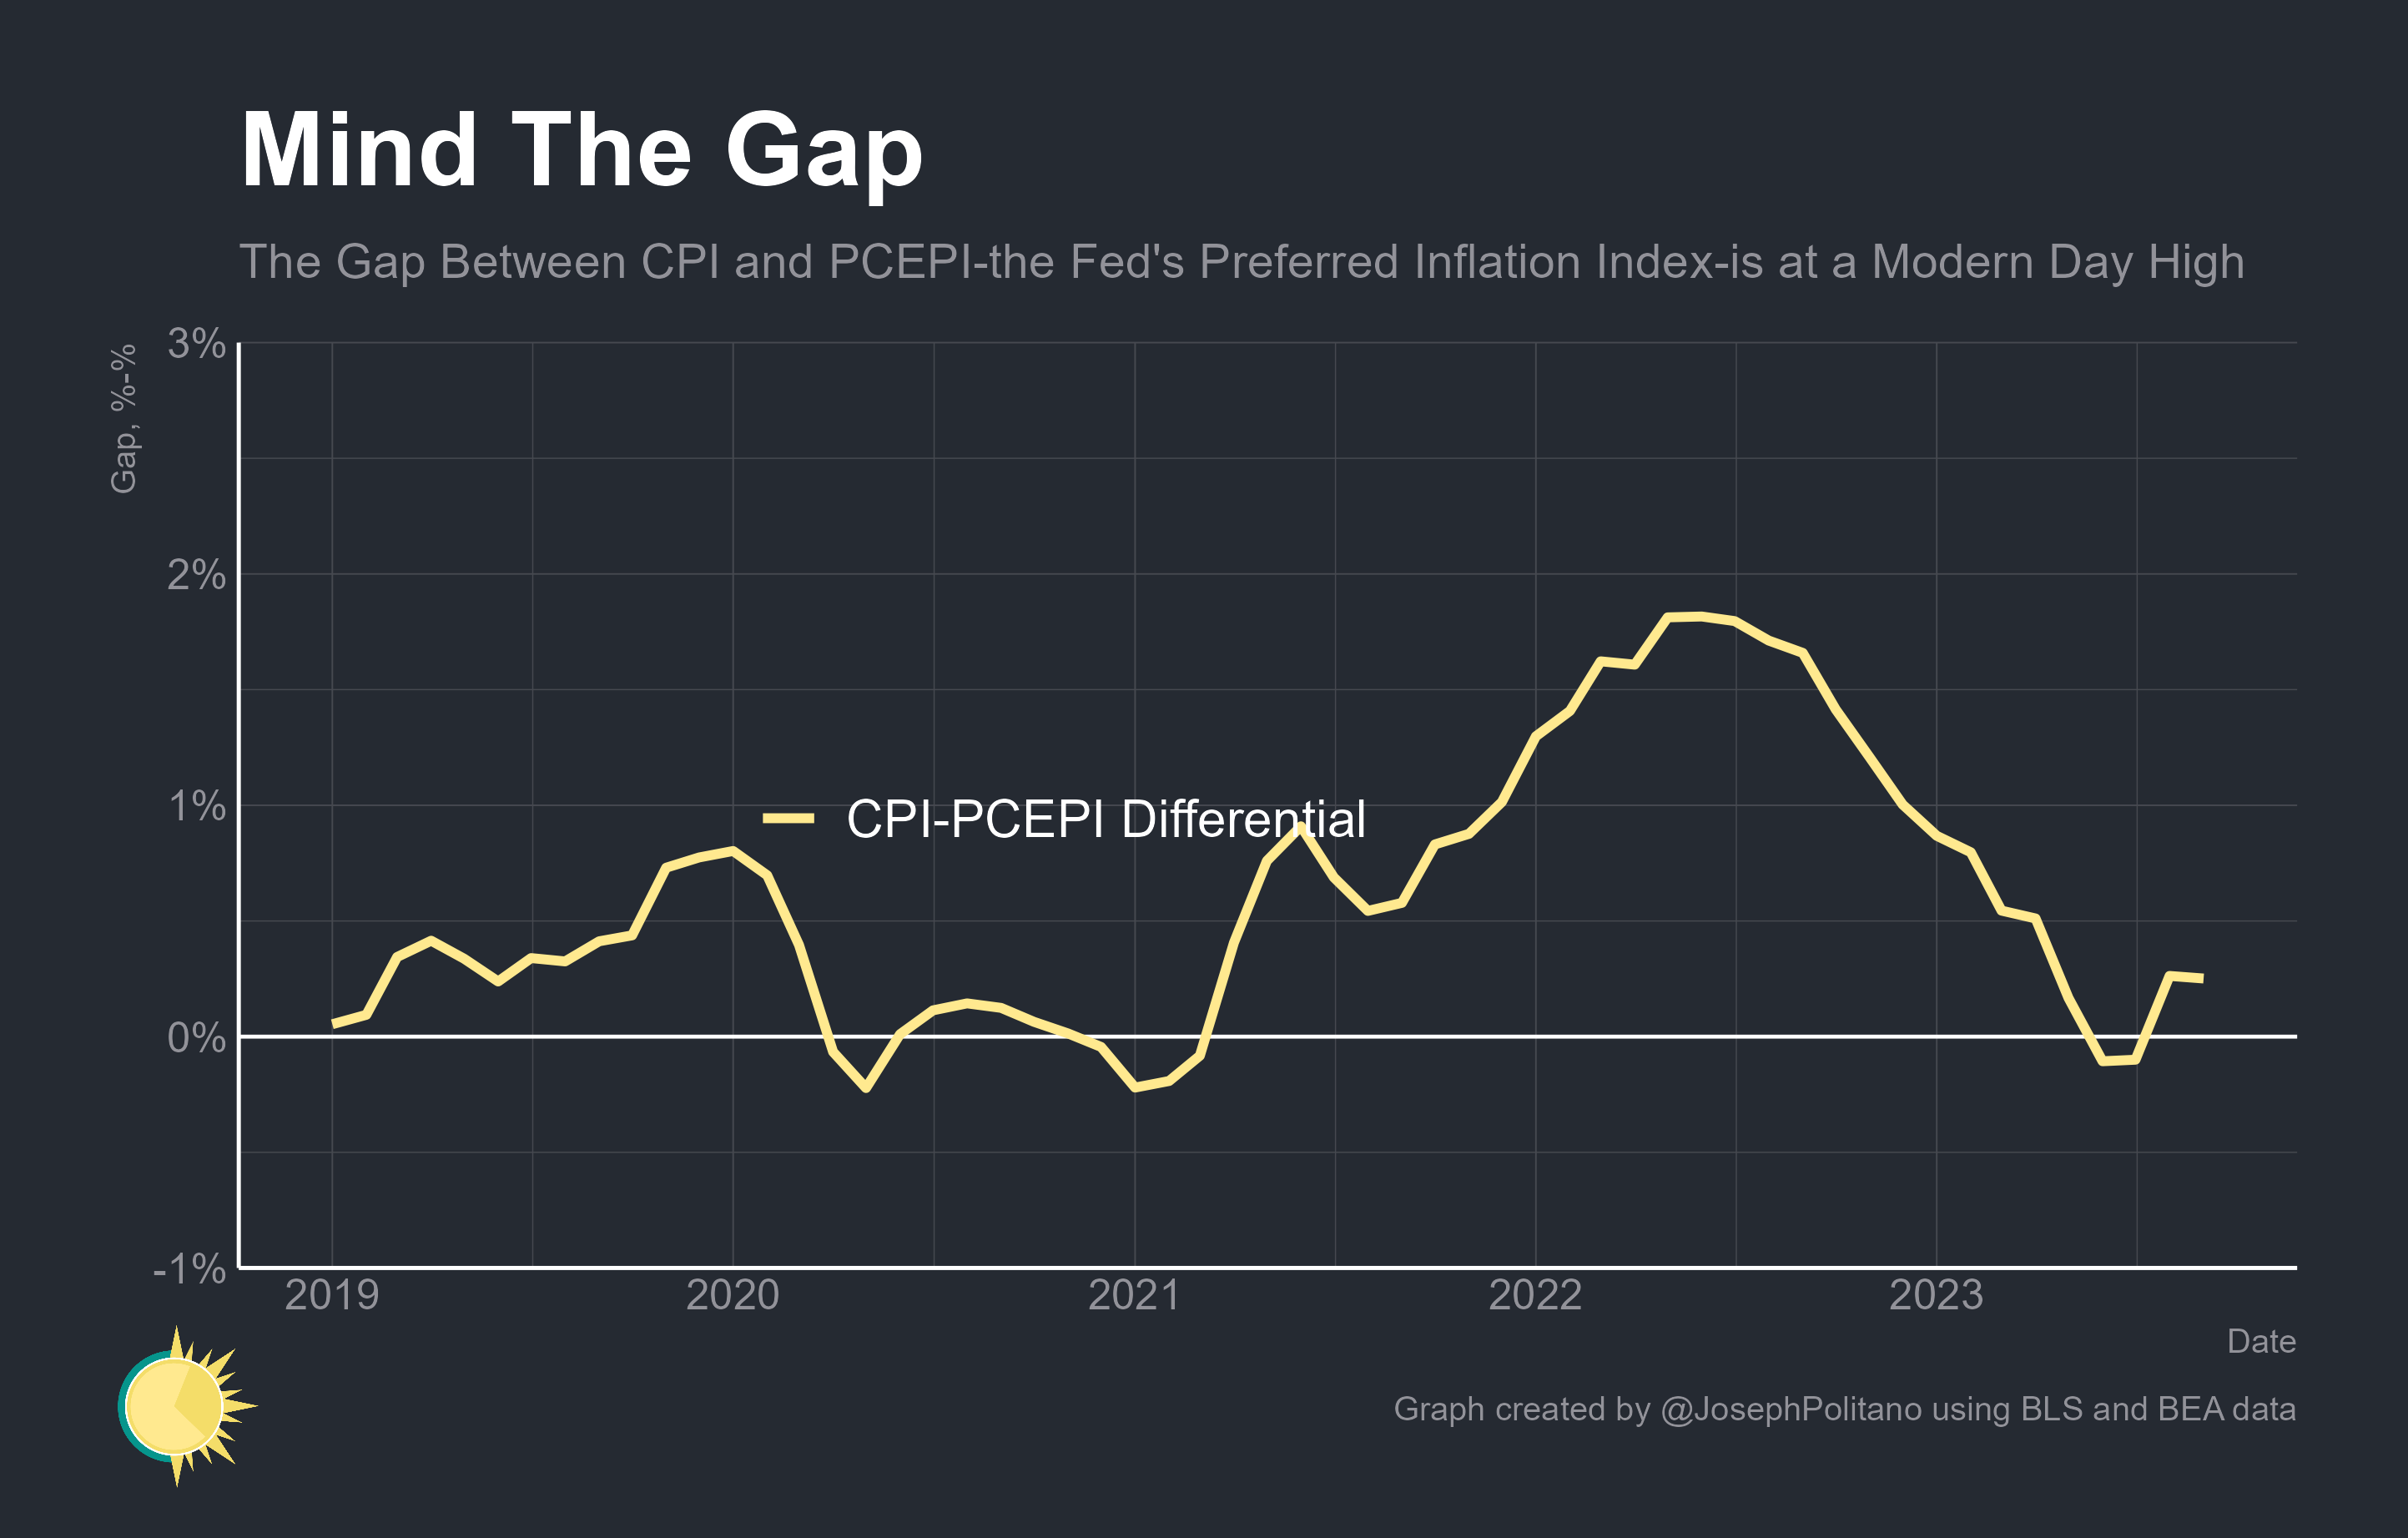 Mind The Gap
The Gap Between CPI and PCEPI-the Fed's Preferred Inflation Index-is at a Modern Day High
Gap, %-%
3%
2%
1%
0%
-1%
CPI-PCEPI Differential
2019 2020 2021 2022 2023
Date
Graph created by @JosephPolitano using BLS and BEA data